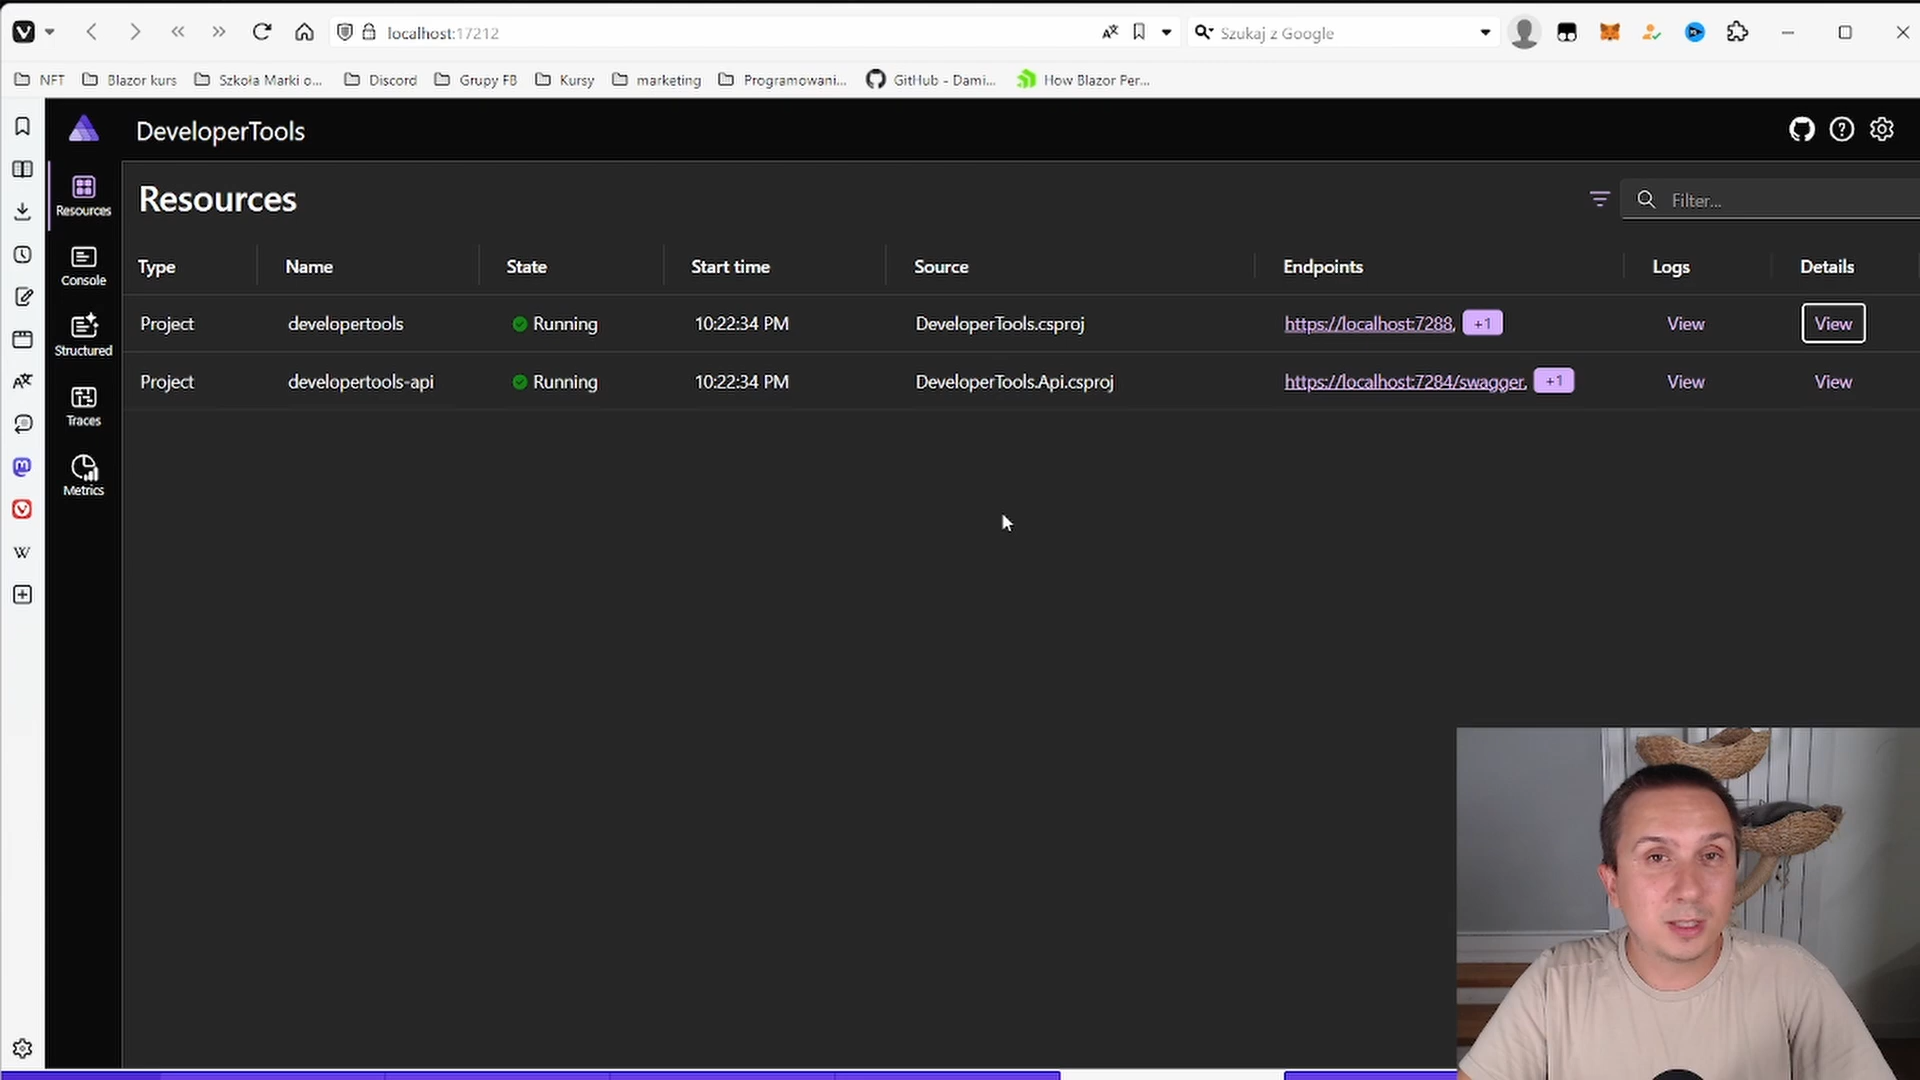 localhost:17212
Szukaj z Google
NFT
Blazor kurs
Szkoła Marki o...
Discord
Grupy FB
Kursy
marketing
Programowani...
GitHub - Dami...
How Blazor Per...
DeveloperTools
Resources
Filter...
Resources
Console
Structured
Traces
Metrics
Type Name State Start time Source Endpoints Logs Details
Project developertools Running 10:22:34 PM DeveloperTools.csproj https://localhost:7288, +1 View View
Project developertools-api Running 10:22:34 PM DeveloperTools.Api.csproj https://localhost:7284/swagger, +1 View View
W